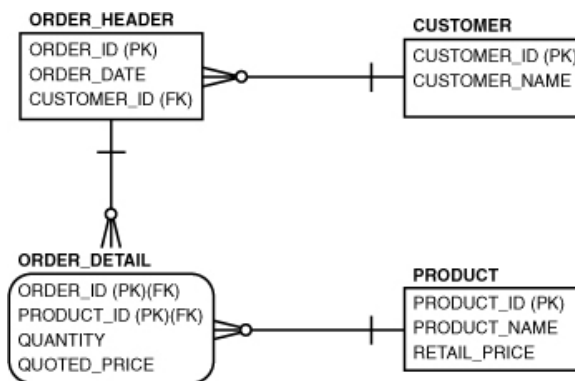 ORDER_HEADER
ORDER_ID (PK)
ORDER_DATE
CUSTOMER_ID (FK)
CUSTOMER
CUSTOMER_ID (PK)
CUSTOMER_NAME
ORDER_DETAIL
ORDER_ID (PK)(FK)
PRODUCT_ID (PK)(FK)
QUANTITY
QUOTED_PRICE
PRODUCT
PRODUCT_ID (PK)
PRODUCT_NAME
RETAIL_PRICE